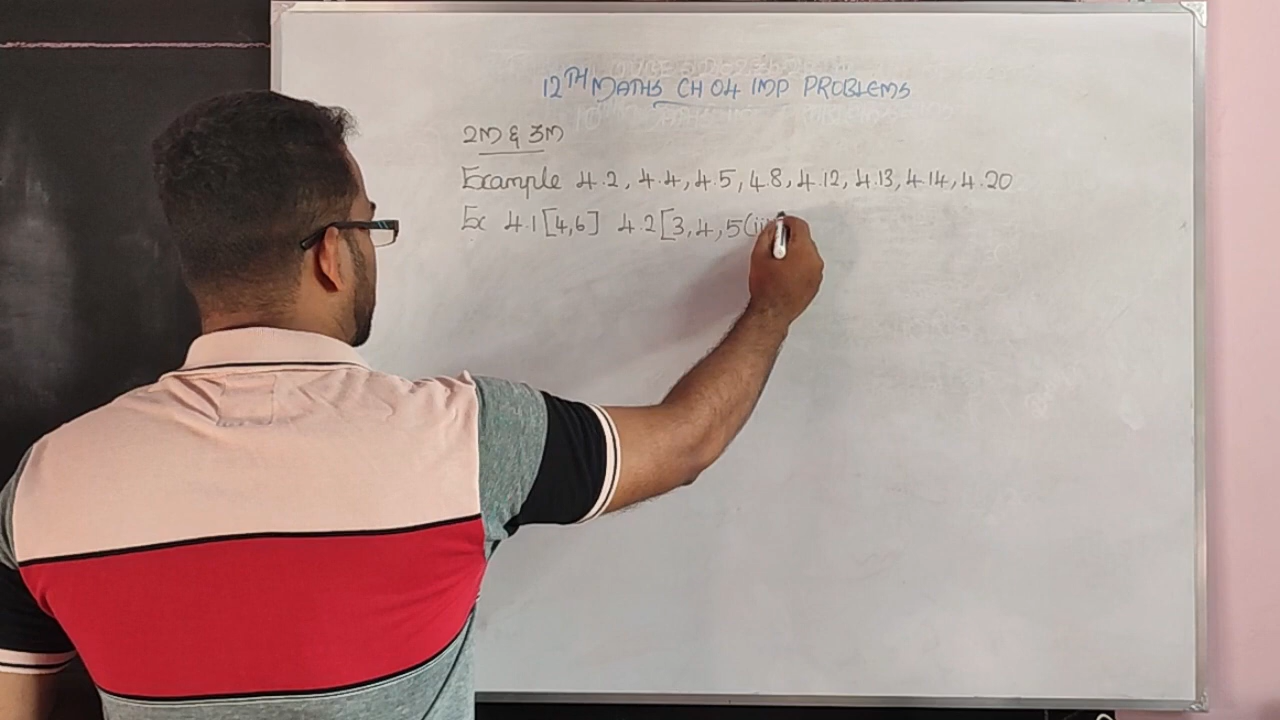 12TH MATHS CH 04 IMP PROBLEMS
2M & 3M
Example 4.2, 4.4, 4.5, 4.8, 4.12, 4.13, 4.14, 4.20
Ex 4.1[4,6] 4.2[3,4,5(ii)